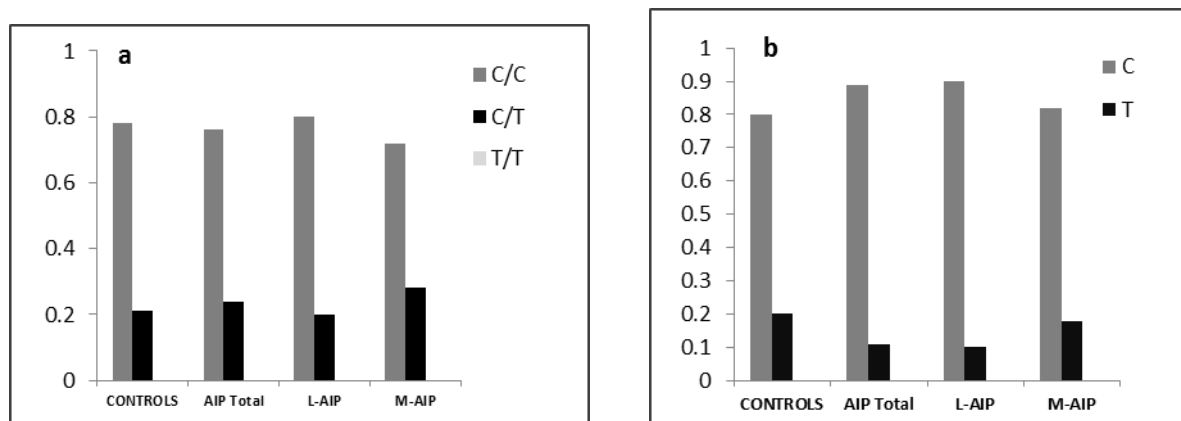 a
1
0.8
0.6
0.4
0.2
0
CONTROLS AIP Total L-AIP M-AIP
C/C
C/T
T/T
b
1
0.9
0.8
0.7
0.6
0.5
0.4
0.3
0.2
0.1
0
CONTROLS AIP Total L-AIP M-AIP
C
T